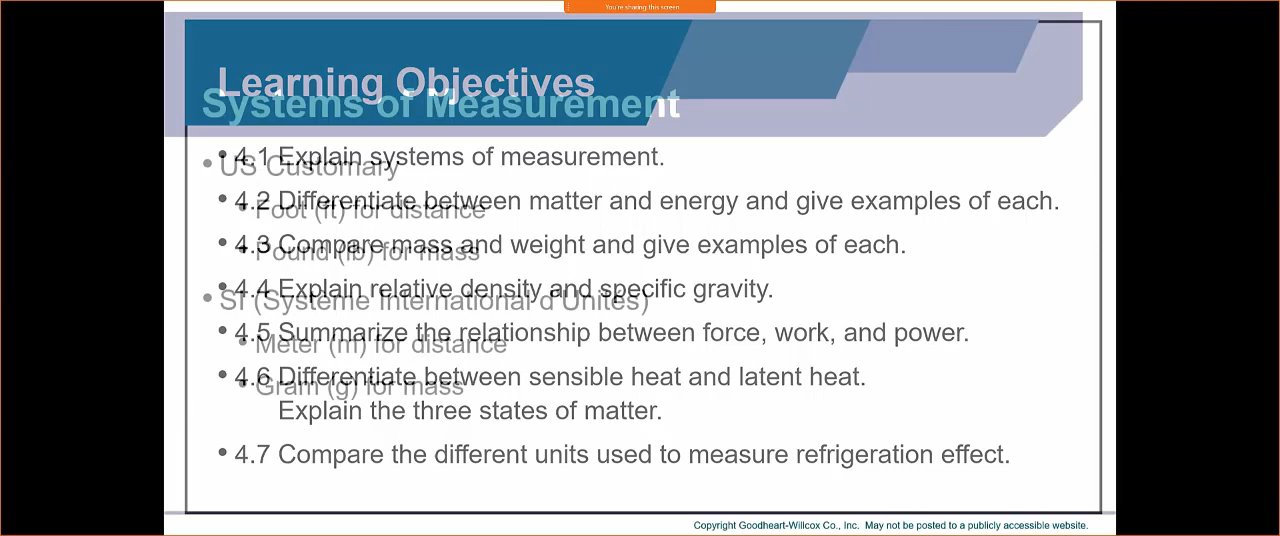 You're sharing this screen
Learning Objectives
Systems of Measurement
• 4.1 Explain systems of measurement.
• US Customary
• 4.2 Differentiate between matter and energy and give examples of each.
• Foot (ft) for distance
• 4.3 Compare mass and weight and give examples of each.
• Pound (lb) for mass
• 4.4 Explain relative density and specific gravity.
• SI (Système International d'Unites)
• 4.5 Summarize the relationship between force, work, and power.
• Meter (m) for distance
• 4.6 Differentiate between sensible heat and latent heat.
• Gram (g) for mass
Explain the three states of matter.
• 4.7 Compare the different units used to measure refrigeration effect.
Copyright Goodheart-Willcox Co., Inc. May not be posted to a publicly accessible website.